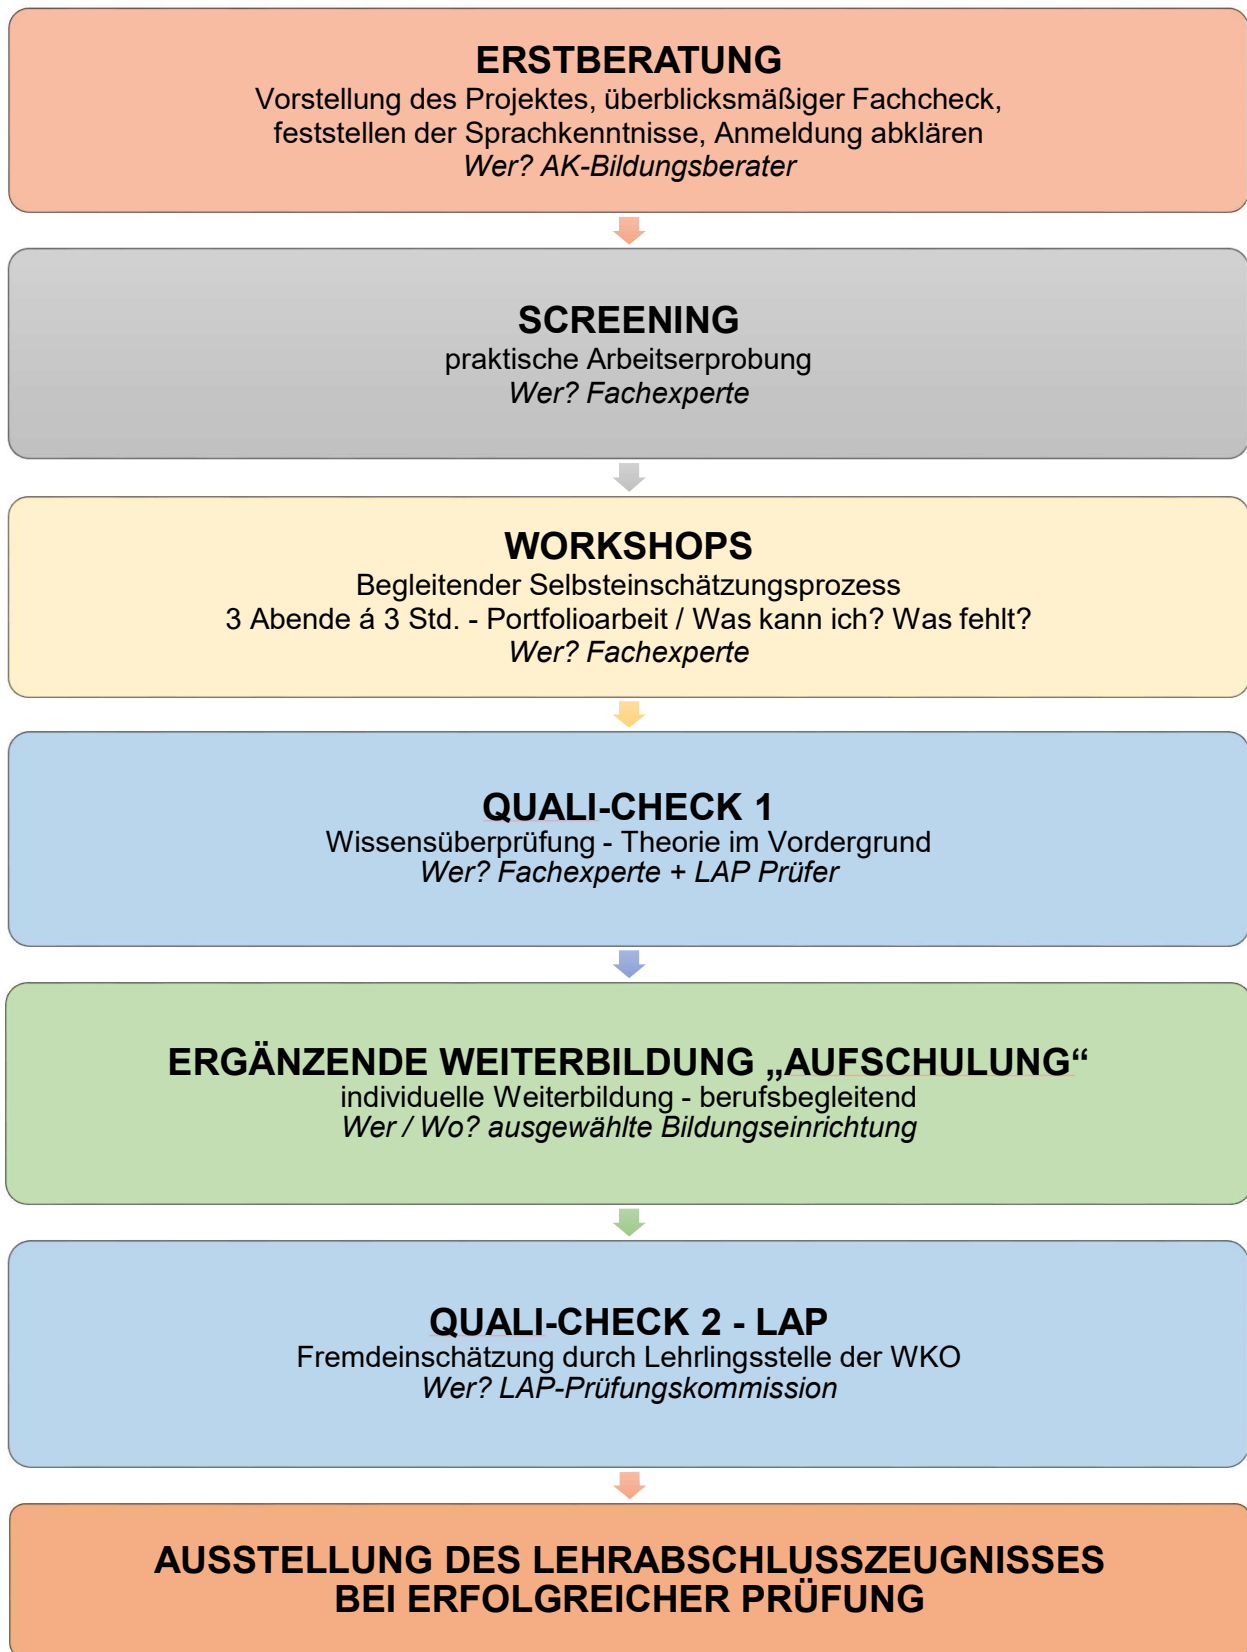 ERSTBERATUNG
Vorstellung des Projektes, überblicksmäßiger Fachcheck,
feststellen der Sprachkenntnisse, Anmeldung abklären
Wer? AK-Bildungsberater
SCREENING
praktische Arbeitserprobung
Wer? Fachexperte
WORKSHOPS
Begleitender Selbsteinschätzungsprozess
3 Abende á 3 Std. - Portfolioarbeit / Was kann ich? Was fehlt?
Wer? Fachexperte
QUALI-CHECK 1
Wissensüberprüfung - Theorie im Vordergrund
Wer? Fachexperte + LAP Prüfer
ERGÄNZENDE WEITERBILDUNG „AUFSCHULUNG“
individuelle Weiterbildung - berufsbegleitend
Wer / Wo? ausgewählte Bildungseinrichtung
QUALI-CHECK 2 - LAP
Fremdeinschätzung durch Lehrlingsstelle der WKO
Wer? LAP-Prüfungskommission
AUSSTELLUNG DES LEHRABSCHLUSSZEUGNISSES
BEI ERFOLGREICHER PRÜFUNG